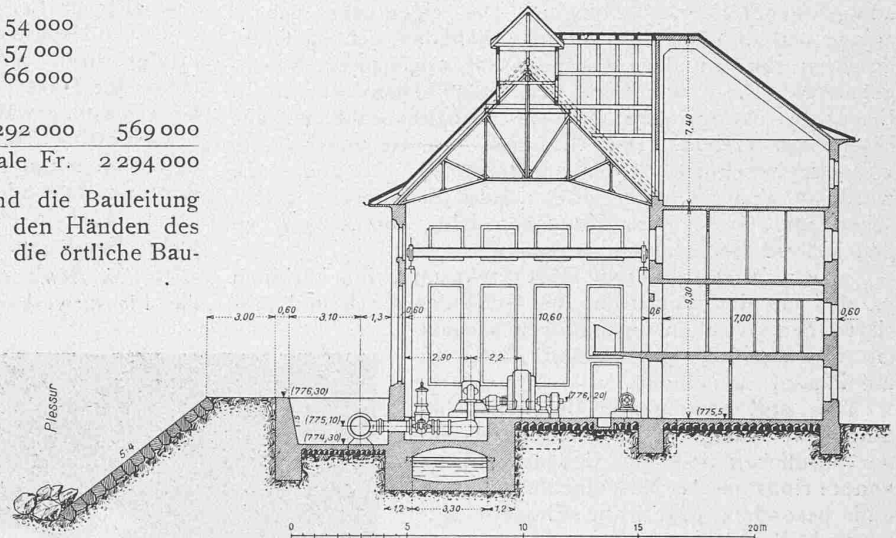 54 000
57 000
66 000
292 000 569 000
ale Fr. 2 294 000
nd die Bauleitung
den Händen des
die örtliche Bau-
7,40
9,30
3,00 0,60 3,10 1,3 0,60 10,60 0,6 7,00 0,60
2,90 2,2
Plessur
5:4
(776,30)
(775,10)
(774,30)
(776,20)
(775,5
1,2 3,30 1,2
0 5 10 15 20 m